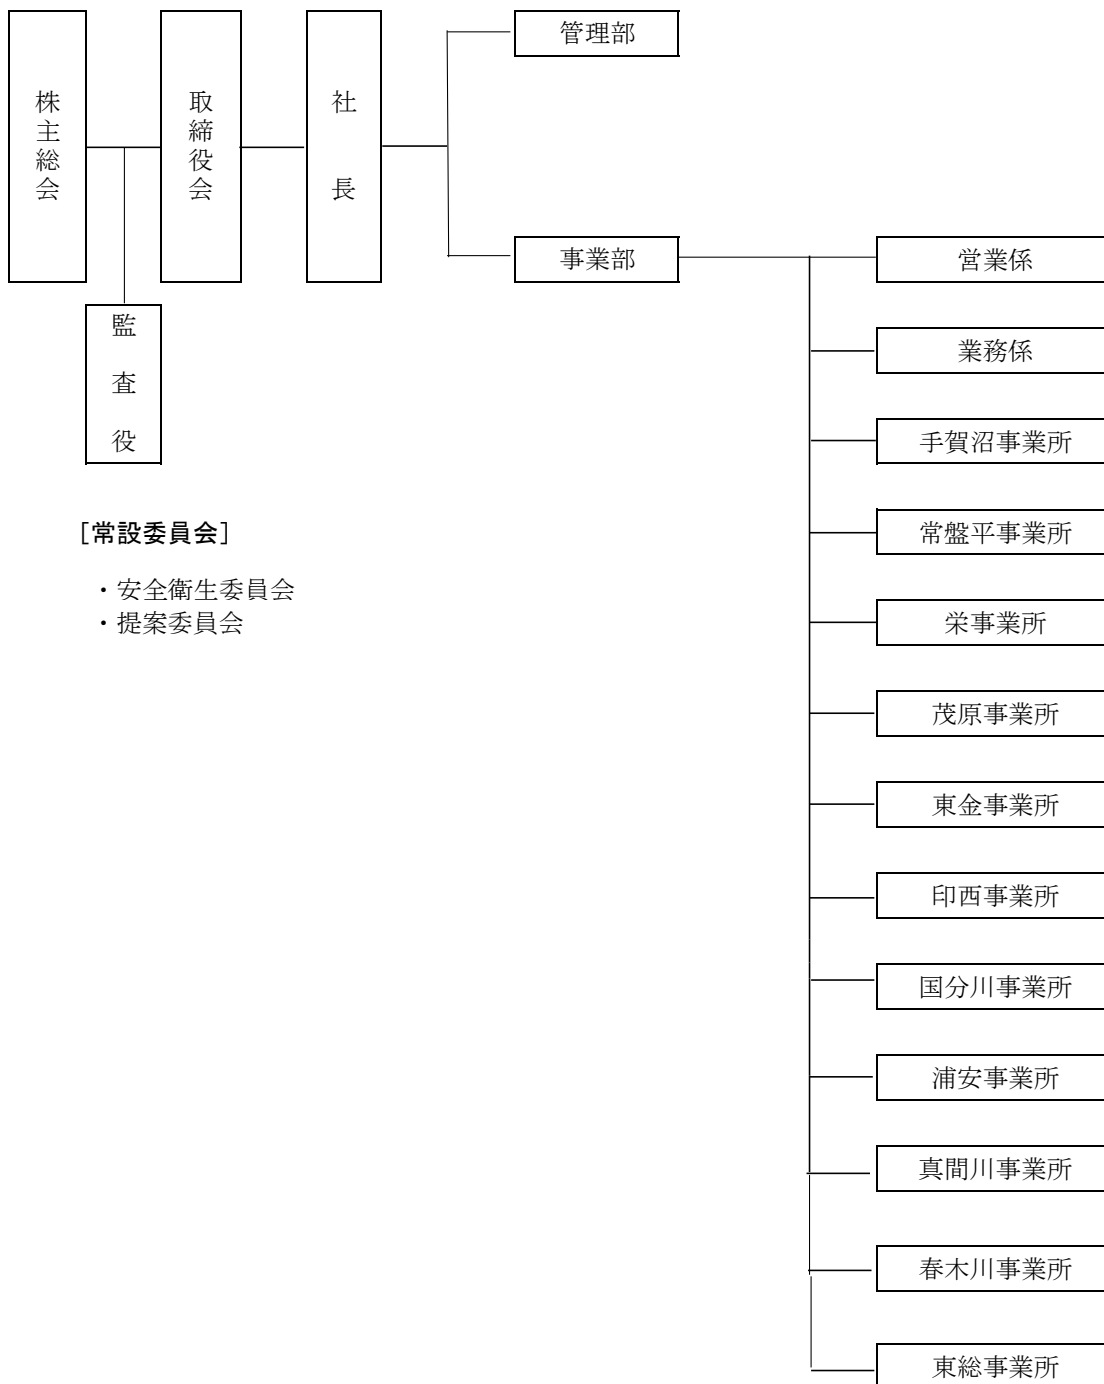 株主総会
取締役会
社長
監査役
管理部
事業部
営業係
業務係
手賀沼事業所
常盤平事業所
栄事業所
茂原事業所
東金事業所
印西事業所
国分川事業所
浦安事業所
真間川事業所
春木川事業所
東総事業所
［常設委員会］
・安全衛生委員会
・提案委員会